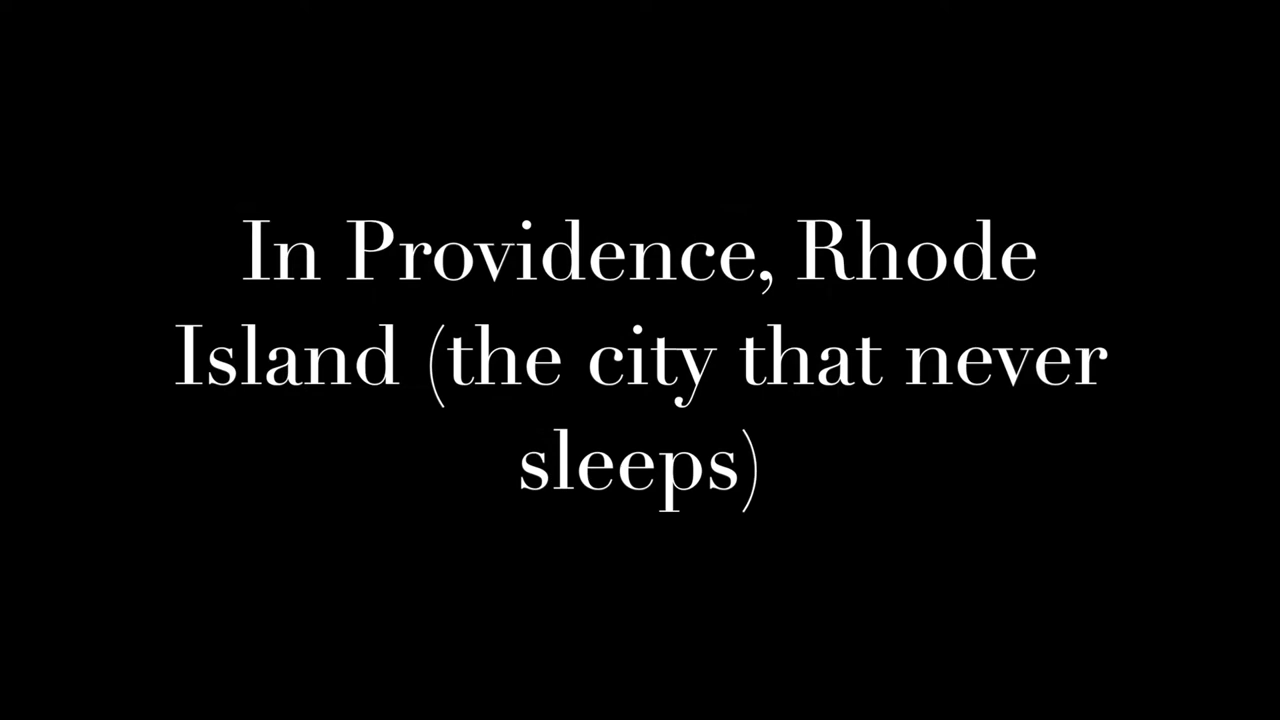 In Providence, Rhode
Island (the city that never
sleeps)